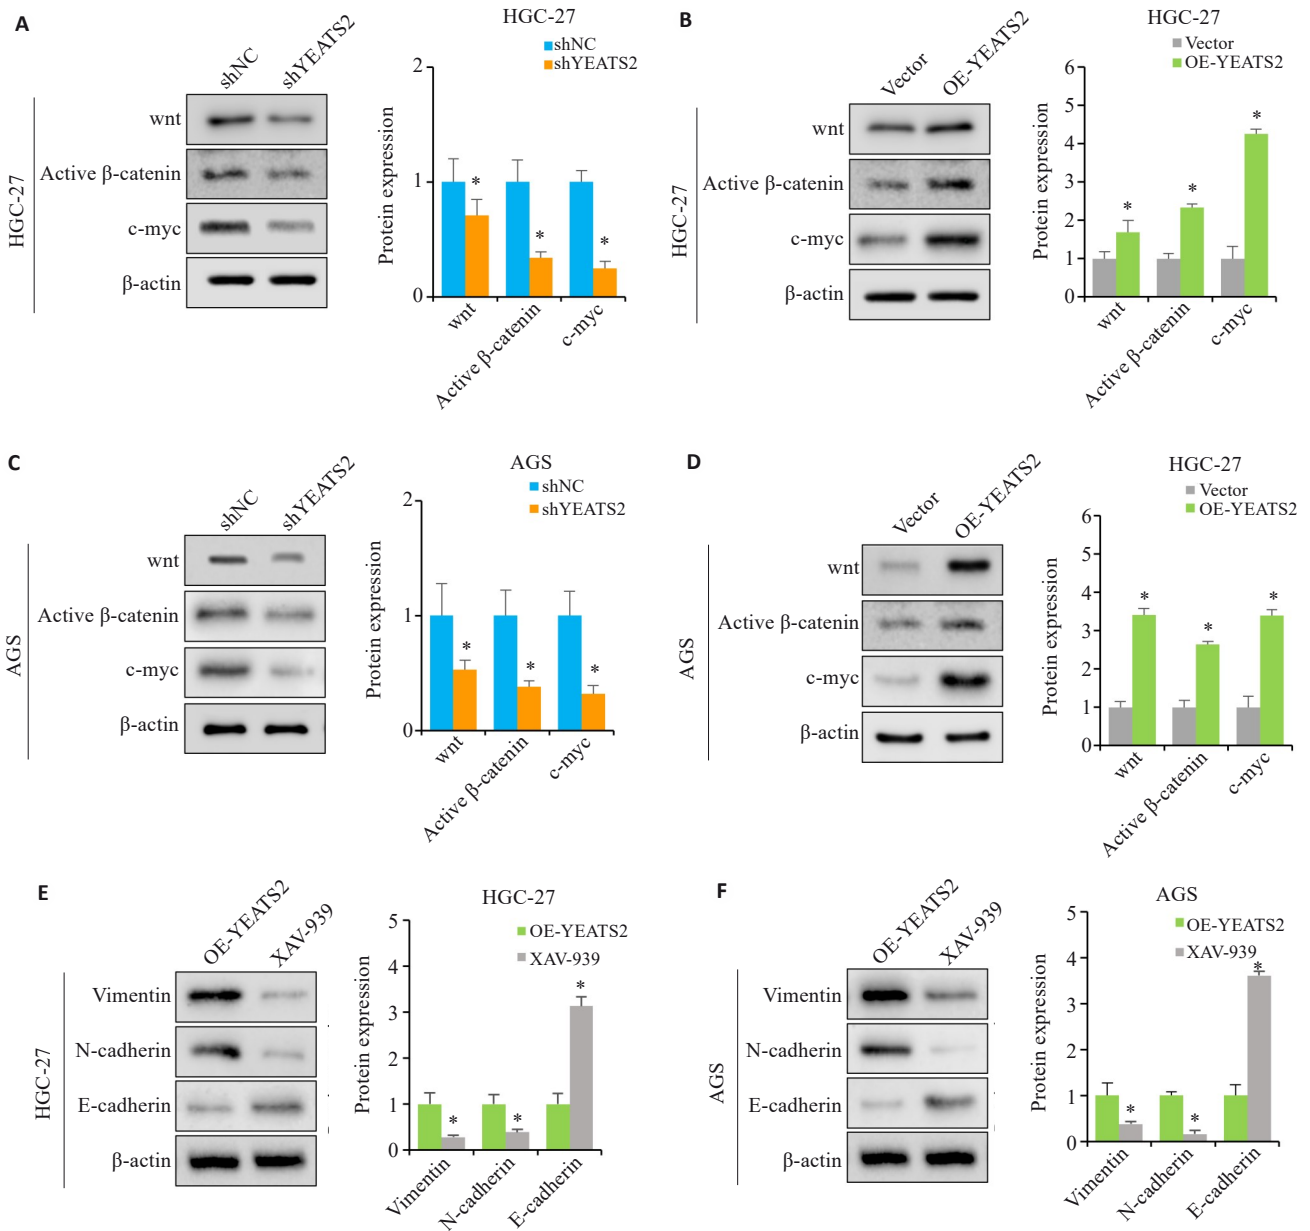 A
shNC
shYEATS2
HGC-27
wnt
Active β-catenin
c-myc
β-actin
HGC-27
shNC
shYEATS2
Protein expression
2
1
0
wnt
Active β-catenin
c-myc
*
*
*
B
Vector
OE-YEATS2
HGC-27
wnt
Active β-catenin
c-myc
β-actin
HGC-27
Vector
OE-YEATS2
Protein expression
6
5
4
3
2
1
0
wnt
Active β-catenin
c-myc
*
*
*
C
shNC
shYEATS2
AGS
wnt
Active β-catenin
c-myc
β-actin
AGS
shNC
shYEATS2
Protein expression
2
1
0
wnt
Active β-catenin
c-myc
*
*
*
D
Vector
OE-YEATS2
AGS
wnt
Active β-catenin
c-myc
β-actin
HGC-27
Vector
OE-YEATS2
Protein expression
6
5
4
3
2
1
0
wnt
Active β-catenin
c-myc
*
*
*
E
OE-YEATS2
XAV-939
HGC-27
Vimentin
N-cadherin
E-cadherin
β-actin
HGC-27
OE-YEATS2
XAV-939
Protein expression
5
4
3
2
1
0
Vimentin
N-cadherin
E-cadherin
*
*
*
F
OE-YEATS2
XAV-939
AGS
Vimentin
N-cadherin
E-cadherin
β-actin
AGS
OE-YEATS2
XAV-939
Protein expression
5
4
3
2
1
0
Vimentin
N-cadherin
E-cadherin
*
*
*